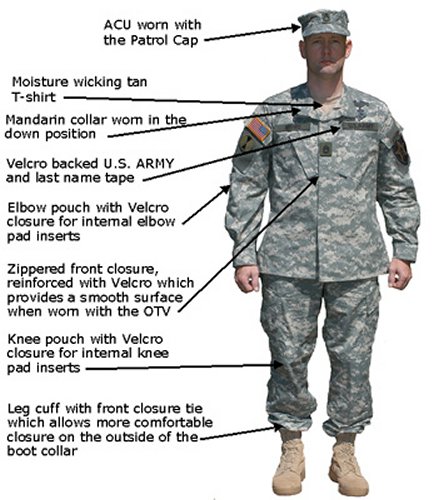 ACU worn with
the Patrol Cap
Moisture wicking tan
T-shirt
Mandarin collar worn in the
down position
Velcro backed U.S. ARMY
and last name tape
Elbow pouch with Velcro
closure for internal elbow
pad inserts
Zippered front closure,
reinforced with Velcro which
provides a smooth surface
when worn with the OTV
Knee pouch with Velcro
closure for internal knee
pad inserts
Leg cuff with front closure tie
which allows more comfortable
closure on the outside of the
boot collar